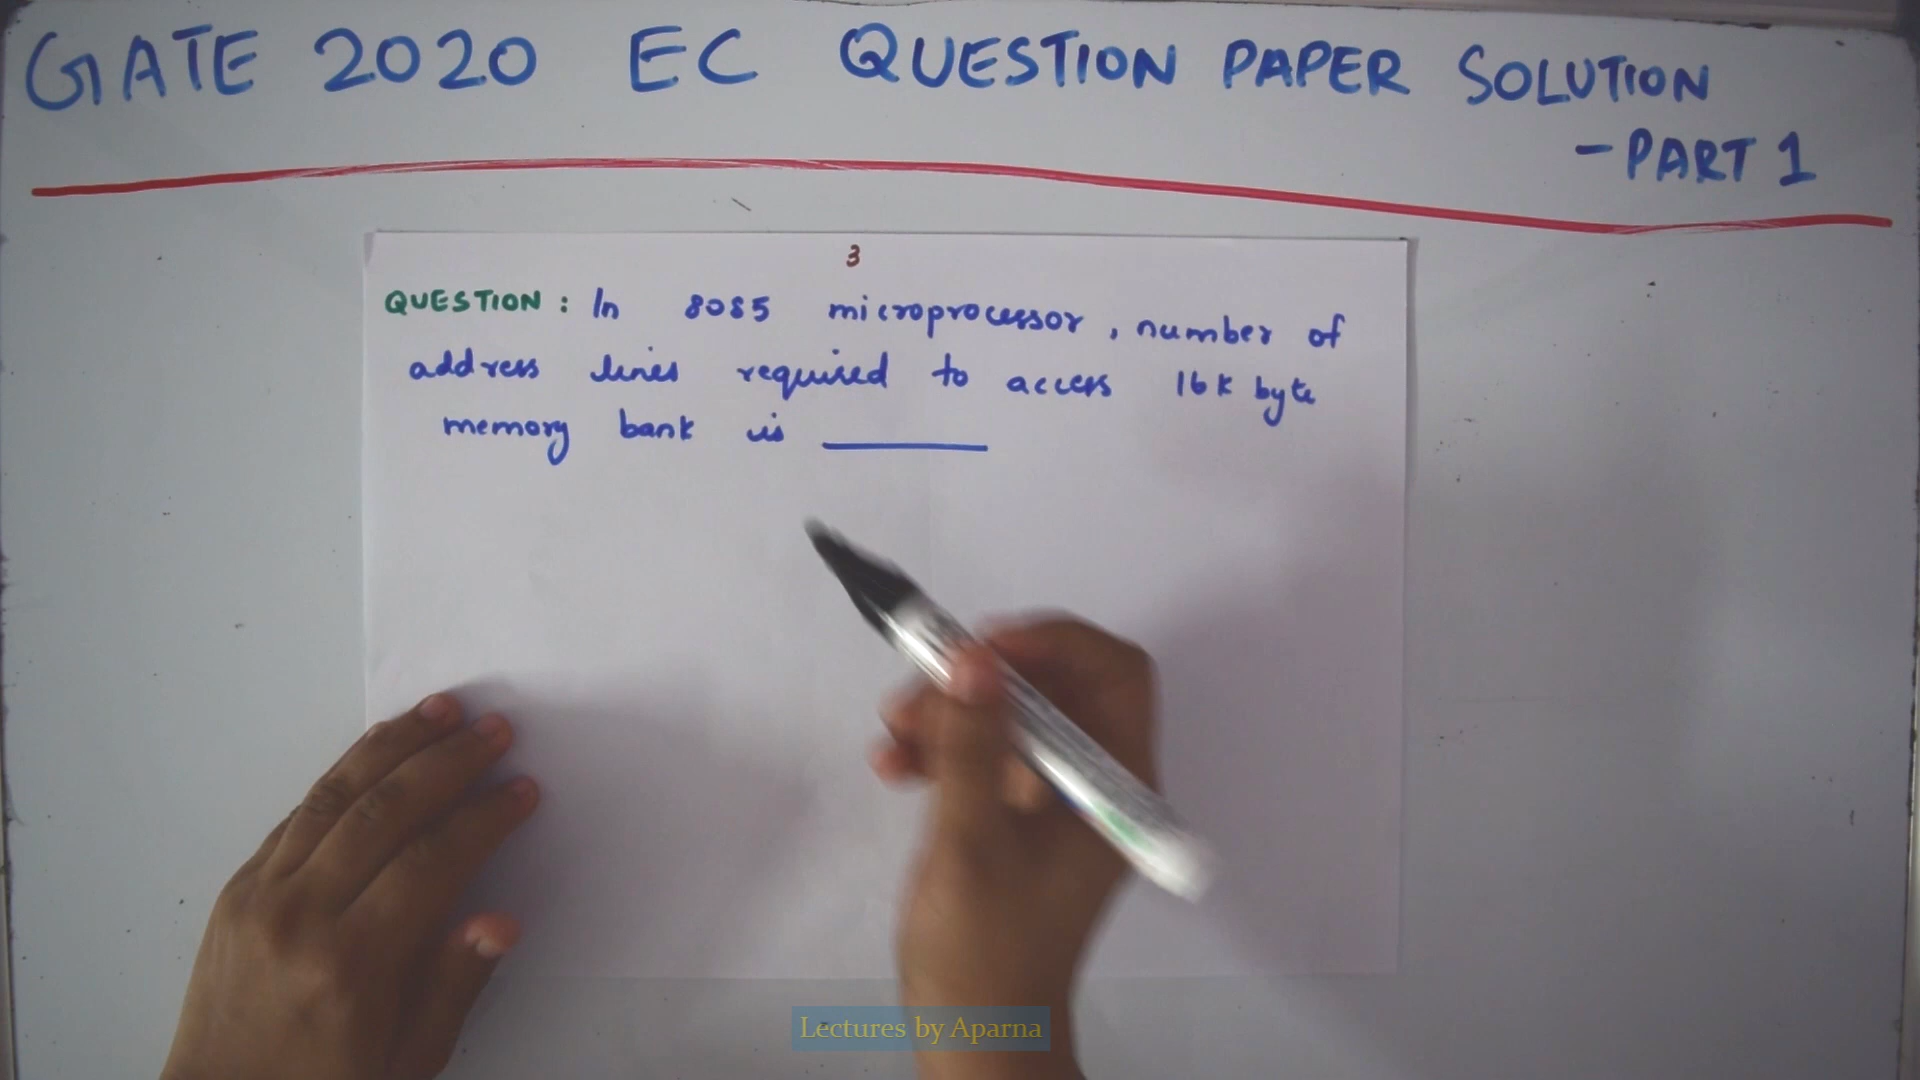 GATE 2020 EC QUESTION PAPER SOLUTION
- PART 1
3
QUESTION : In 8085 microprocessor, number of
address lines required to access 16k byte
memory bank is ______
Lectures by Aparna